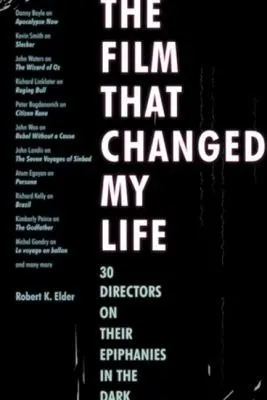 Danny Boyle on
Apocalypse Now
Kevin Smith on
Slacker
John Waters on
The Wizard of Oz
Richard Linklater on
Raging Bull
Peter Bogdanovich on
Citizen Kane
John Woo on
Rebel Without a Cause
John Landis on
The Seven Voyages of Sinbad
Atom Egoyan on
Persona
Richard Kelly on
Brazil
Kimberly Peirce on
The Godfather
Michel Gondry on
Le voyage en ballon
and many more
Robert K. Elder
THE
FILM
THAT
CHANGED
MY
LIFE
30
DIRECTORS
ON
THEIR
EPIPHANIES
IN THE
DARK